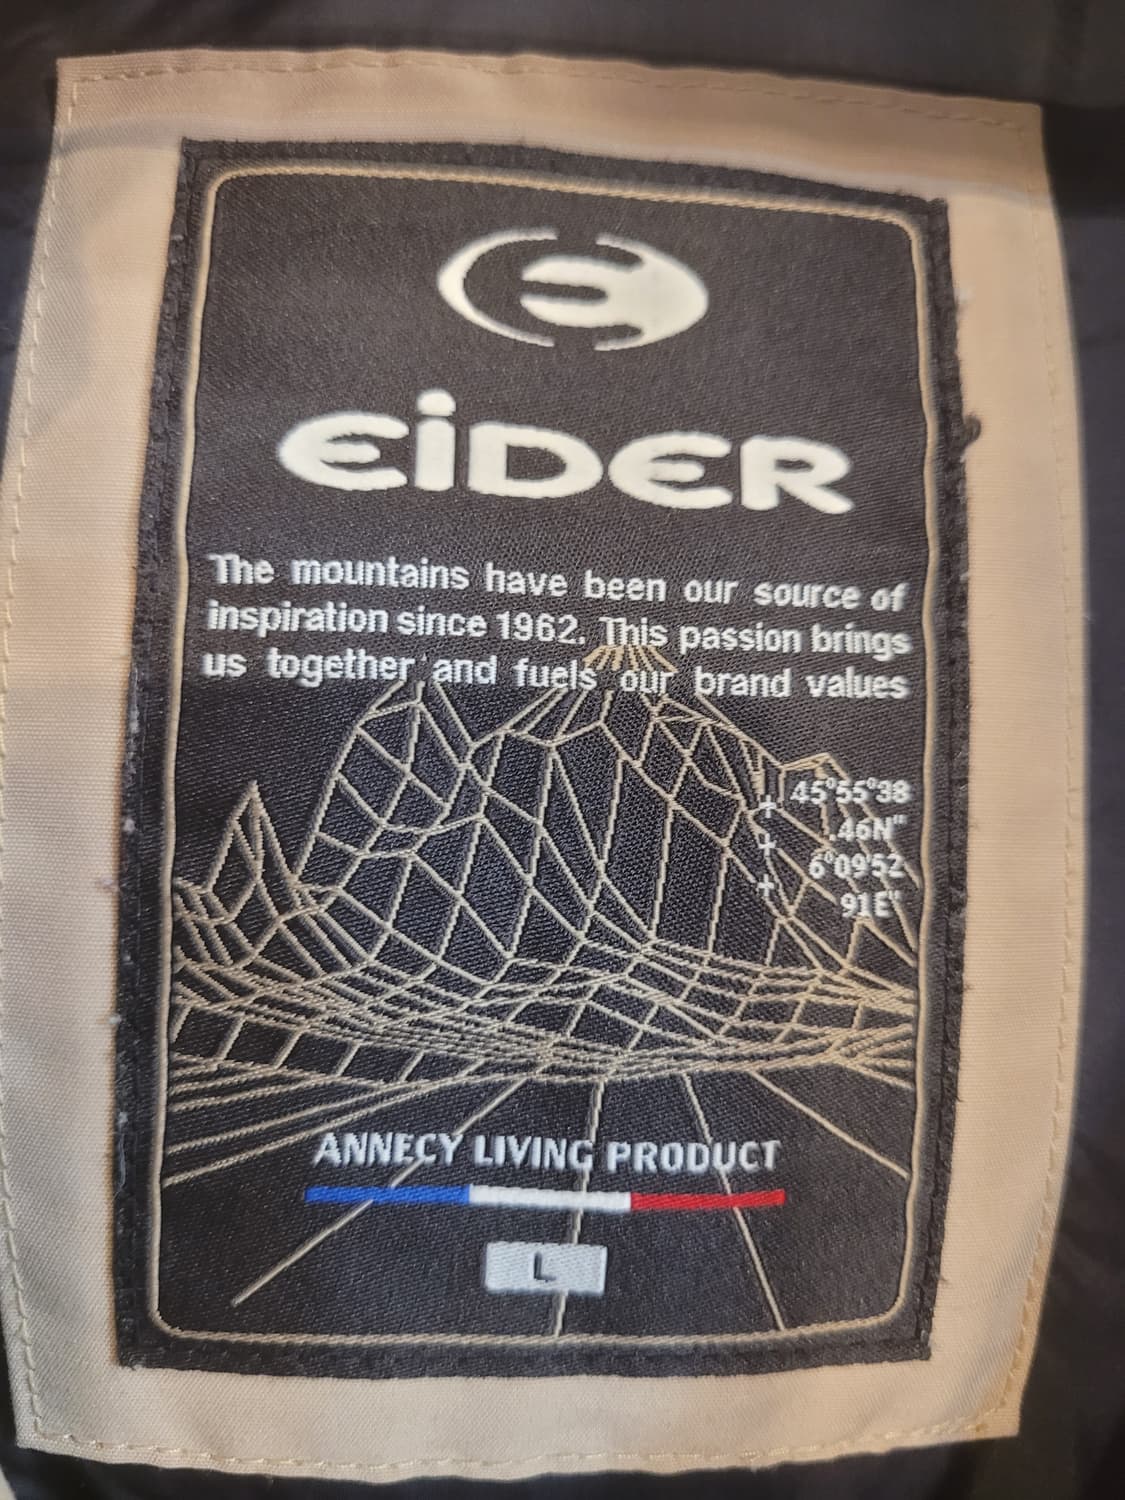 EiDER
The mountains have been our source of
inspiration since 1962. This passion brings
us together and fuels our brand values
45°55°38
.46N"
6°09'52
91E"
ANNECY LIVING PRODUCT
L